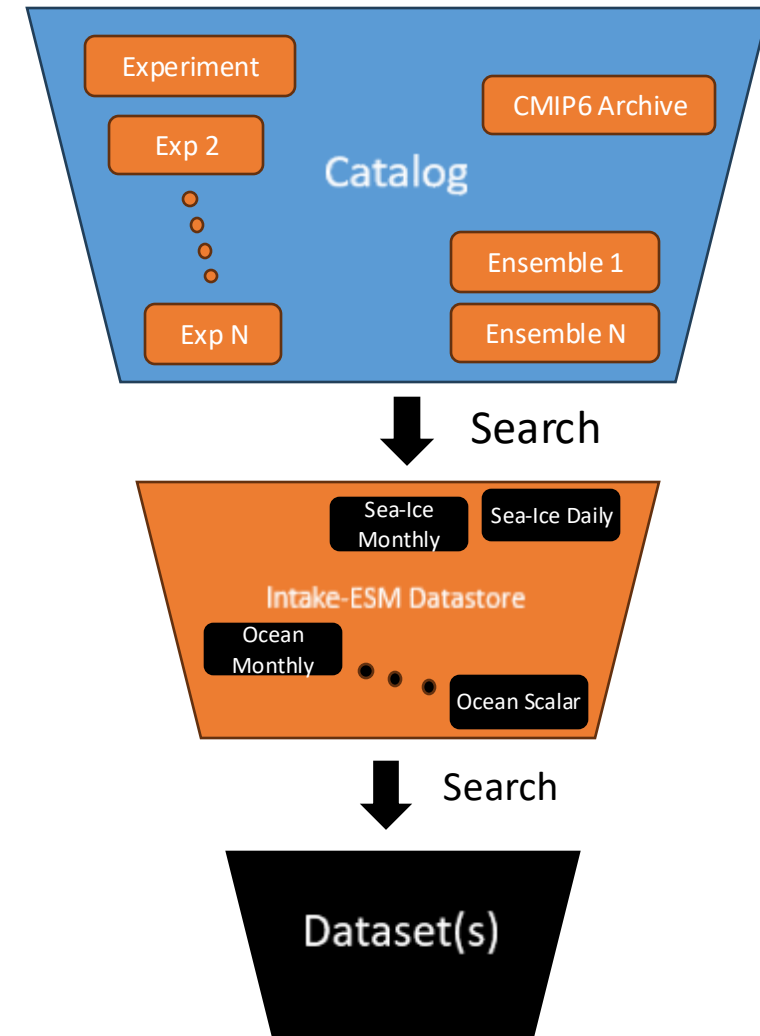 Experiment
CMIP6 Archive
Exp 2
Catalog
Ensemble 1
Exp N
Ensemble N
Search
Sea-Ice
Monthly
Sea-Ice Daily
Intake-ESM Datastore
Ocean
Monthly
Ocean Scalar
Search
Dataset(s)